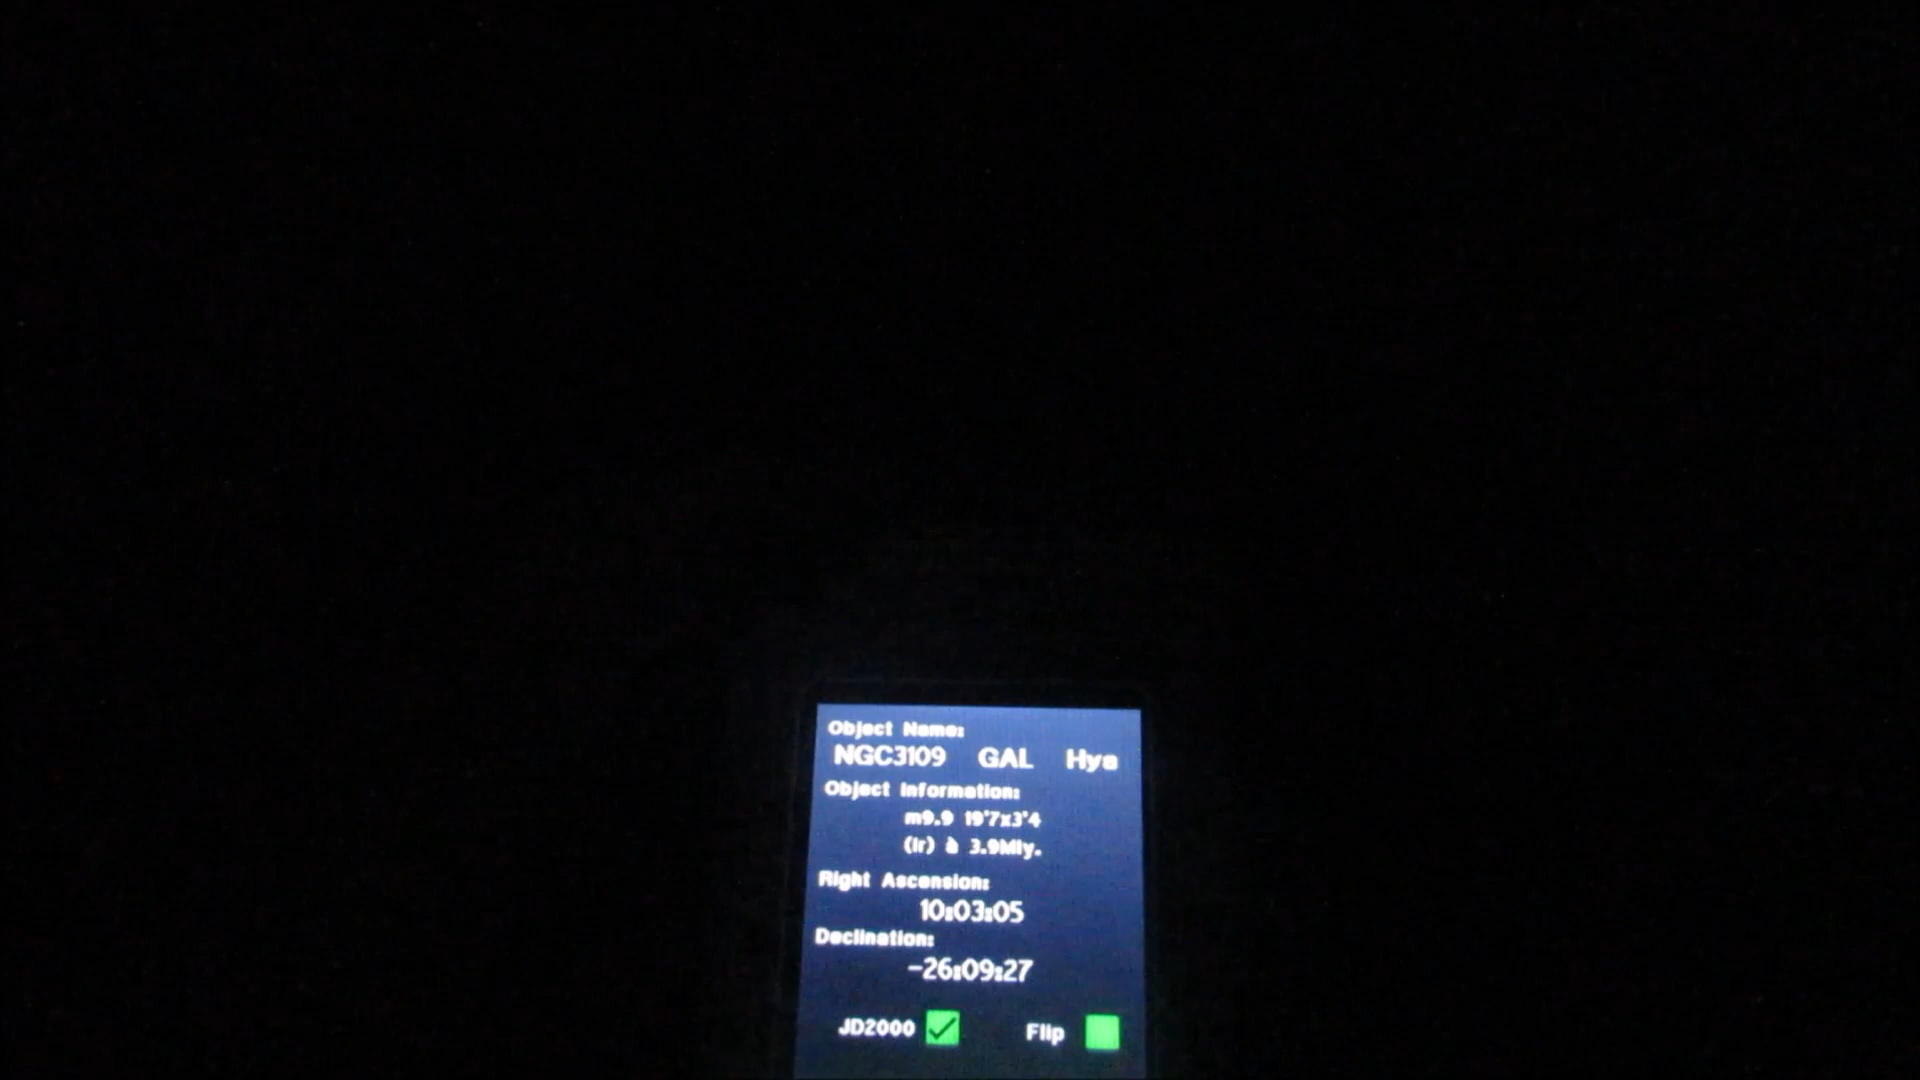 Object Name:
NGC3109 GAL Hya
Object Information:
m9.9 19'7x3'4
(Ir) à 3.9Mly.
Right Ascension:
10:03:05
Declination:
-26:09:27
JD2000 Flip